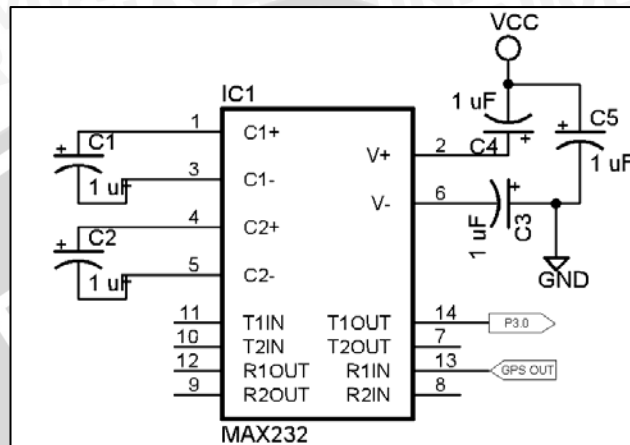 VCC
IC1
1 uF
C5
1
C1+
+
C1
3
C1-
1 uF
2
V+
C4
+
+
1 uF
4
C2+
6
V-
+
C2
+
1 uF
C3
5
C2-
1 uF
GND
11
T1IN
T1OUT
14
P3.0
10
T2IN
T2OUT
7
12
R1OUT
R1IN
13
GPS OUT
9
R2OUT
R2IN
8
MAX232